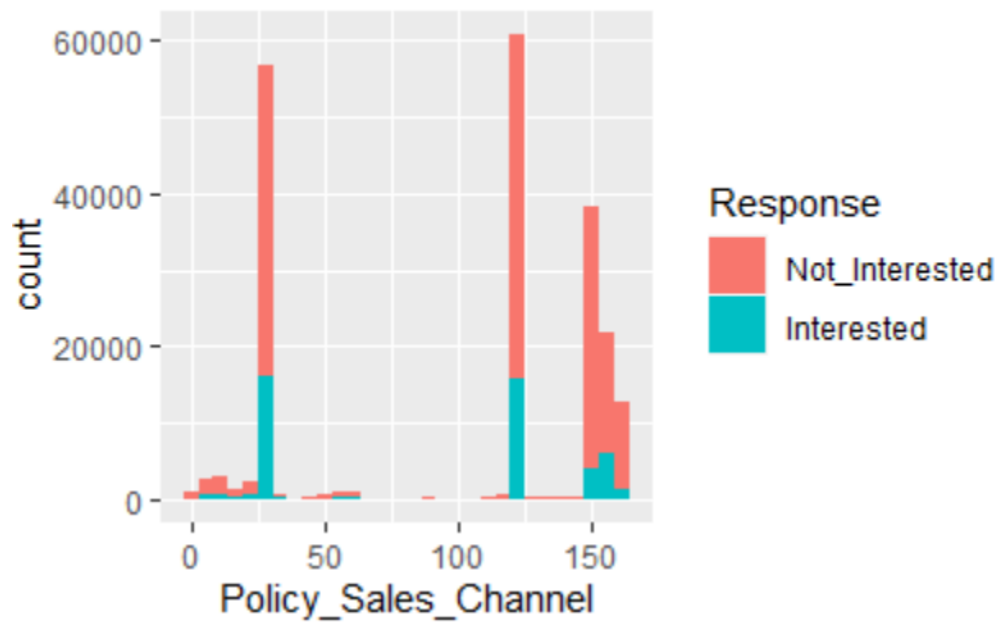 60000
40000
20000
0
count
0 50 100 150
Policy_Sales_Channel
Response
Not_Interested
Interested